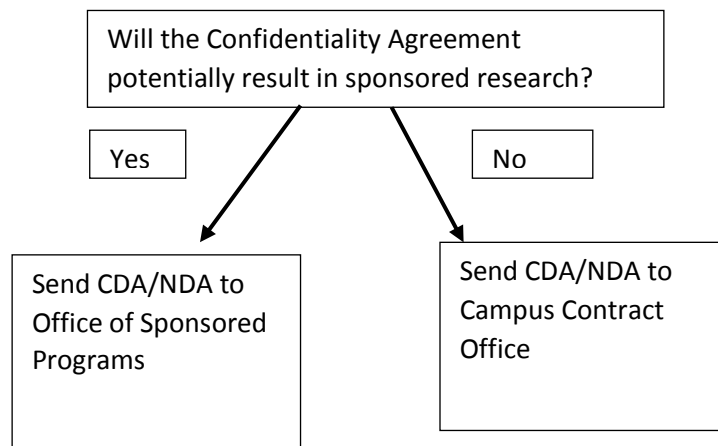 Will the Confidentiality Agreement
potentially result in sponsored research?
Yes
No
Send CDA/NDA to
Office of Sponsored
Programs
Send CDA/NDA to
Campus Contract
Office